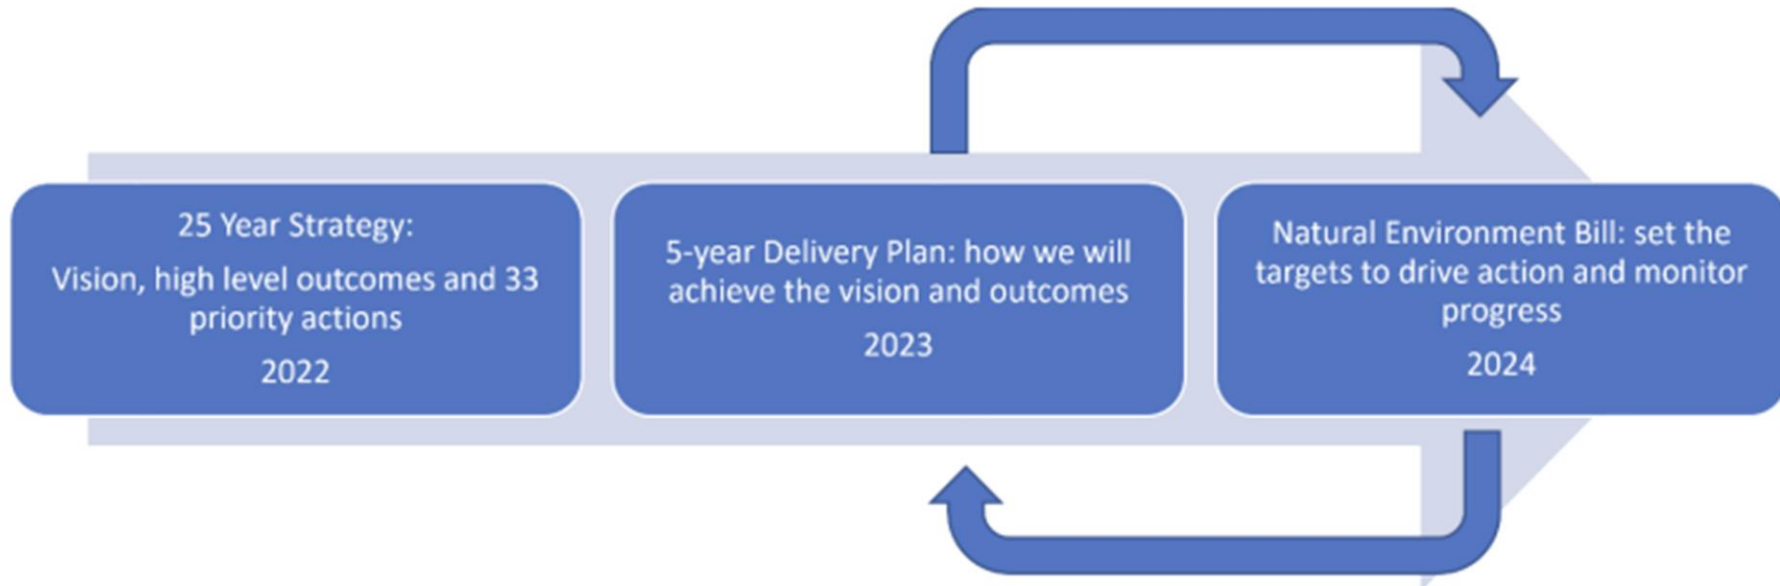 25 Year Strategy:
Vision, high level outcomes and 33
priority actions
2022
5-year Delivery Plan: how we will
achieve the vision and outcomes
2023
Natural Environment Bill: set the
targets to drive action and monitor
progress
2024